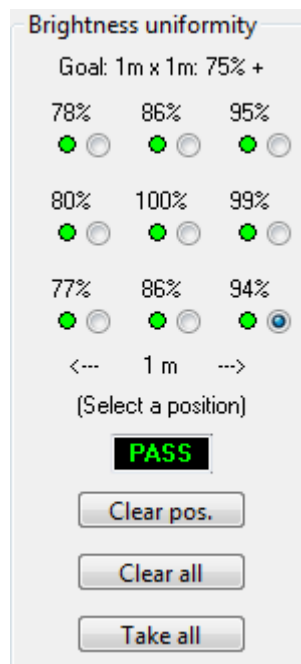 Brightness uniformity
Goal: 1m x 1m: 75% +
78% 86% 95%
80% 100% 99%
77% 86% 94%
<--- 1 m --->
(Select a position)
PASS
Clear pos.
Clear all
Take all